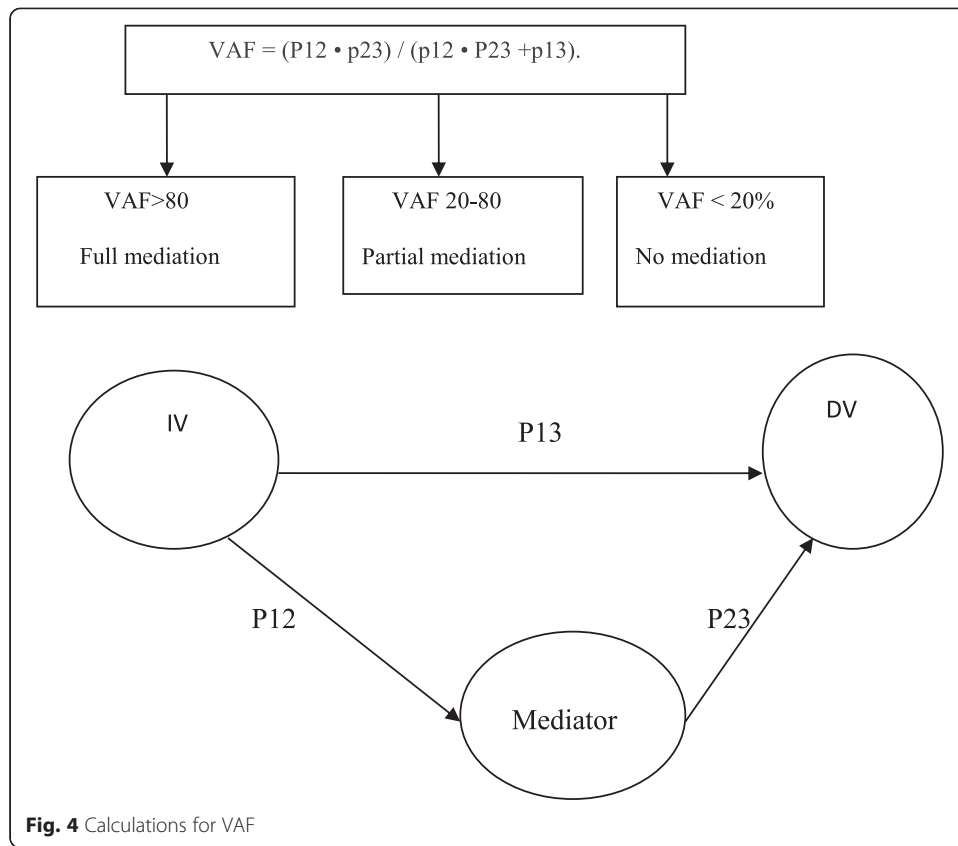 VAF = (P12 • p23) / (p12 • P23 +p13).
VAF>80
Full mediation
VAF 20-80
Partial mediation
VAF < 20%
No mediation
IV
DV
P13
P12
P23
Mediator
Fig. 4 Calculations for VAF